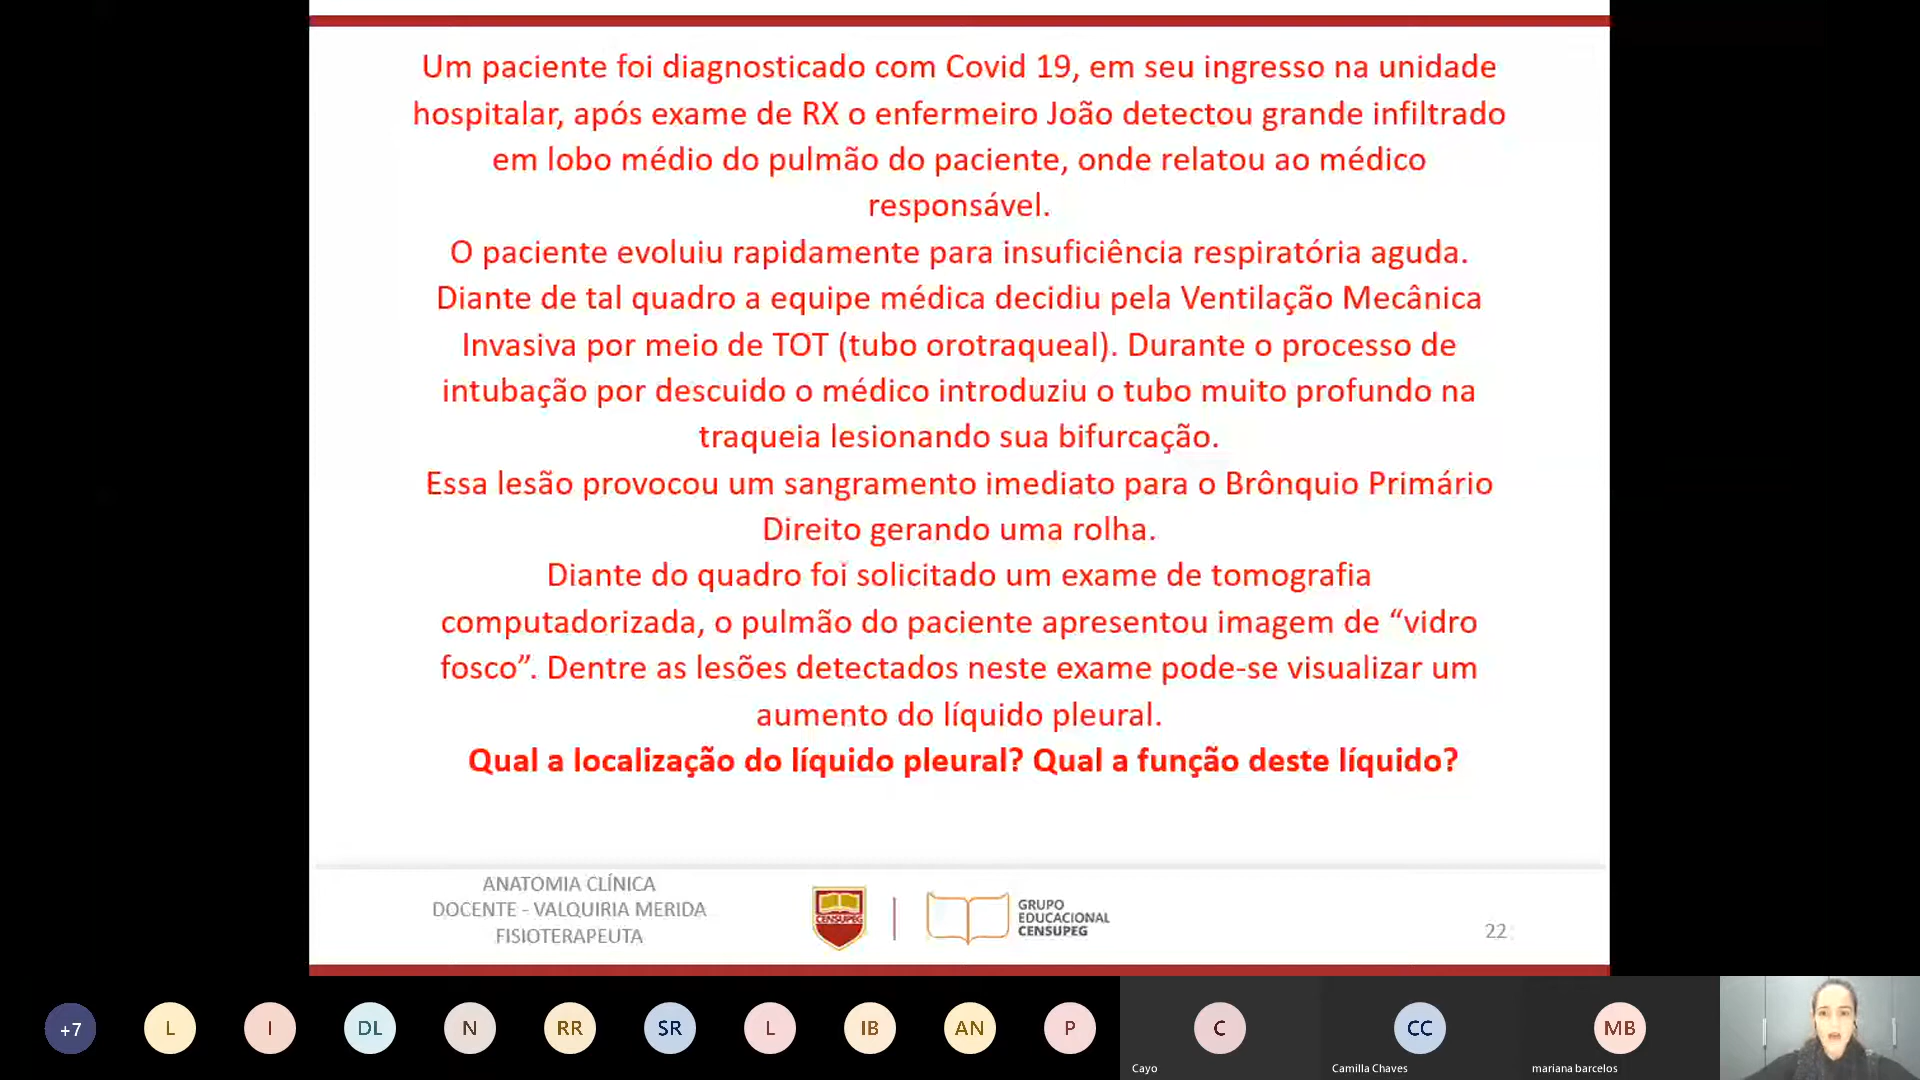 Um paciente foi diagnosticado com Covid 19, em seu ingresso na unidade
hospitalar, após exame de RX o enfermeiro João detectou grande infiltrado
em lobo médio do pulmão do paciente, onde relatou ao médico
responsável.
O paciente evoluiu rapidamente para insuficiência respiratória aguda.
Diante de tal quadro a equipe médica decidiu pela Ventilação Mecânica
Invasiva por meio de TOT (tubo orotraqueal). Durante o processo de
intubação por descuido o médico introduziu o tubo muito profundo na
traqueia lesionando sua bifurcação.
Essa lesão provocou um sangramento imediato para o Brônquio Primário
Direito gerando uma rolha.
Diante do quadro foi solicitado um exame de tomografia
computadorizada, o pulmão do paciente apresentou imagem de “vidro
fosco”. Dentre as lesões detectados neste exame pode-se visualizar um
aumento do líquido pleural.
Qual a localização do líquido pleural? Qual a função deste líquido?
ANATOMIA CLÍNICA
DOCENTE - VALQUIRIA MERIDA
FISIOTERAPEUTA
CENSUPEG
GRUPO
EDUCACIONAL
CENSUPEG
22
+7
L
I
DL
N
RR
SR
L
IB
AN
P
C
CC
MB
Cayo
Camilla Chaves
mariana barcelos